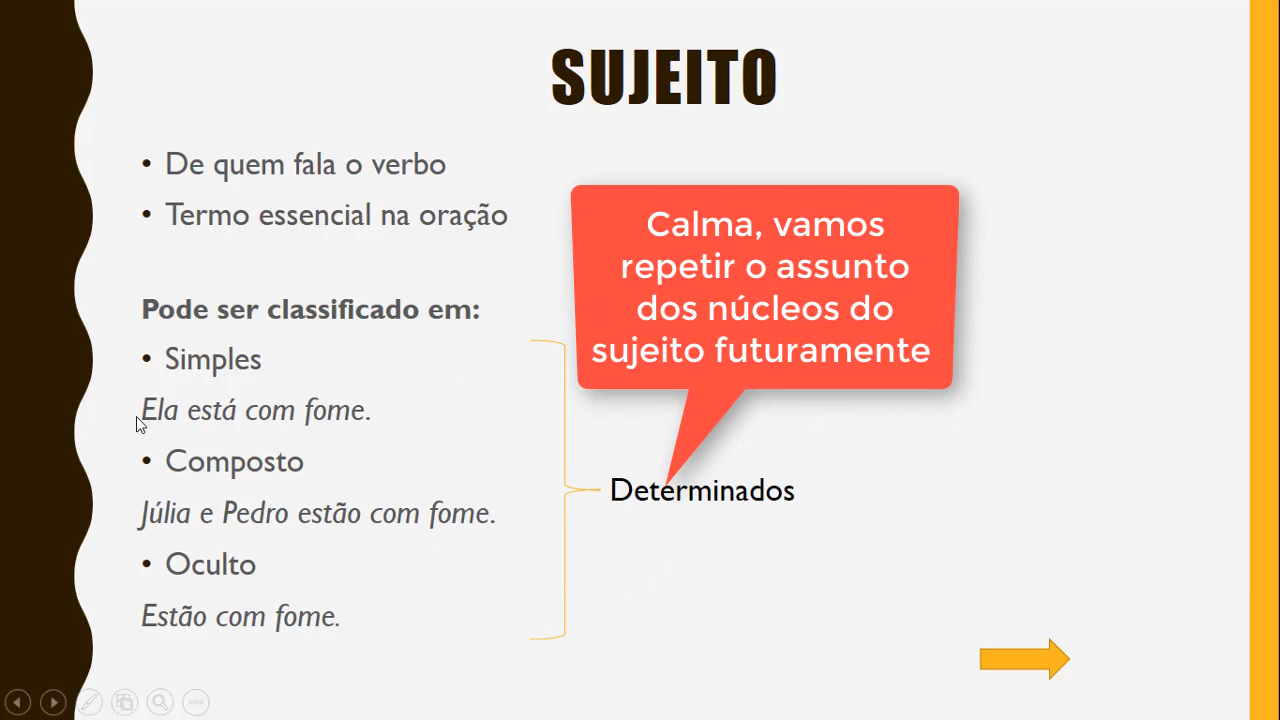 SUJEITO
• De quem fala o verbo
• Termo essencial na oração
Calma, vamos
repetir o assunto
dos núcleos do
sujeito futuramente
Pode ser classificado em:
• Simples
Ela está com fome.
• Composto
Júlia e Pedro estão com fome.
• Oculto
Estão com fome.
Determinados